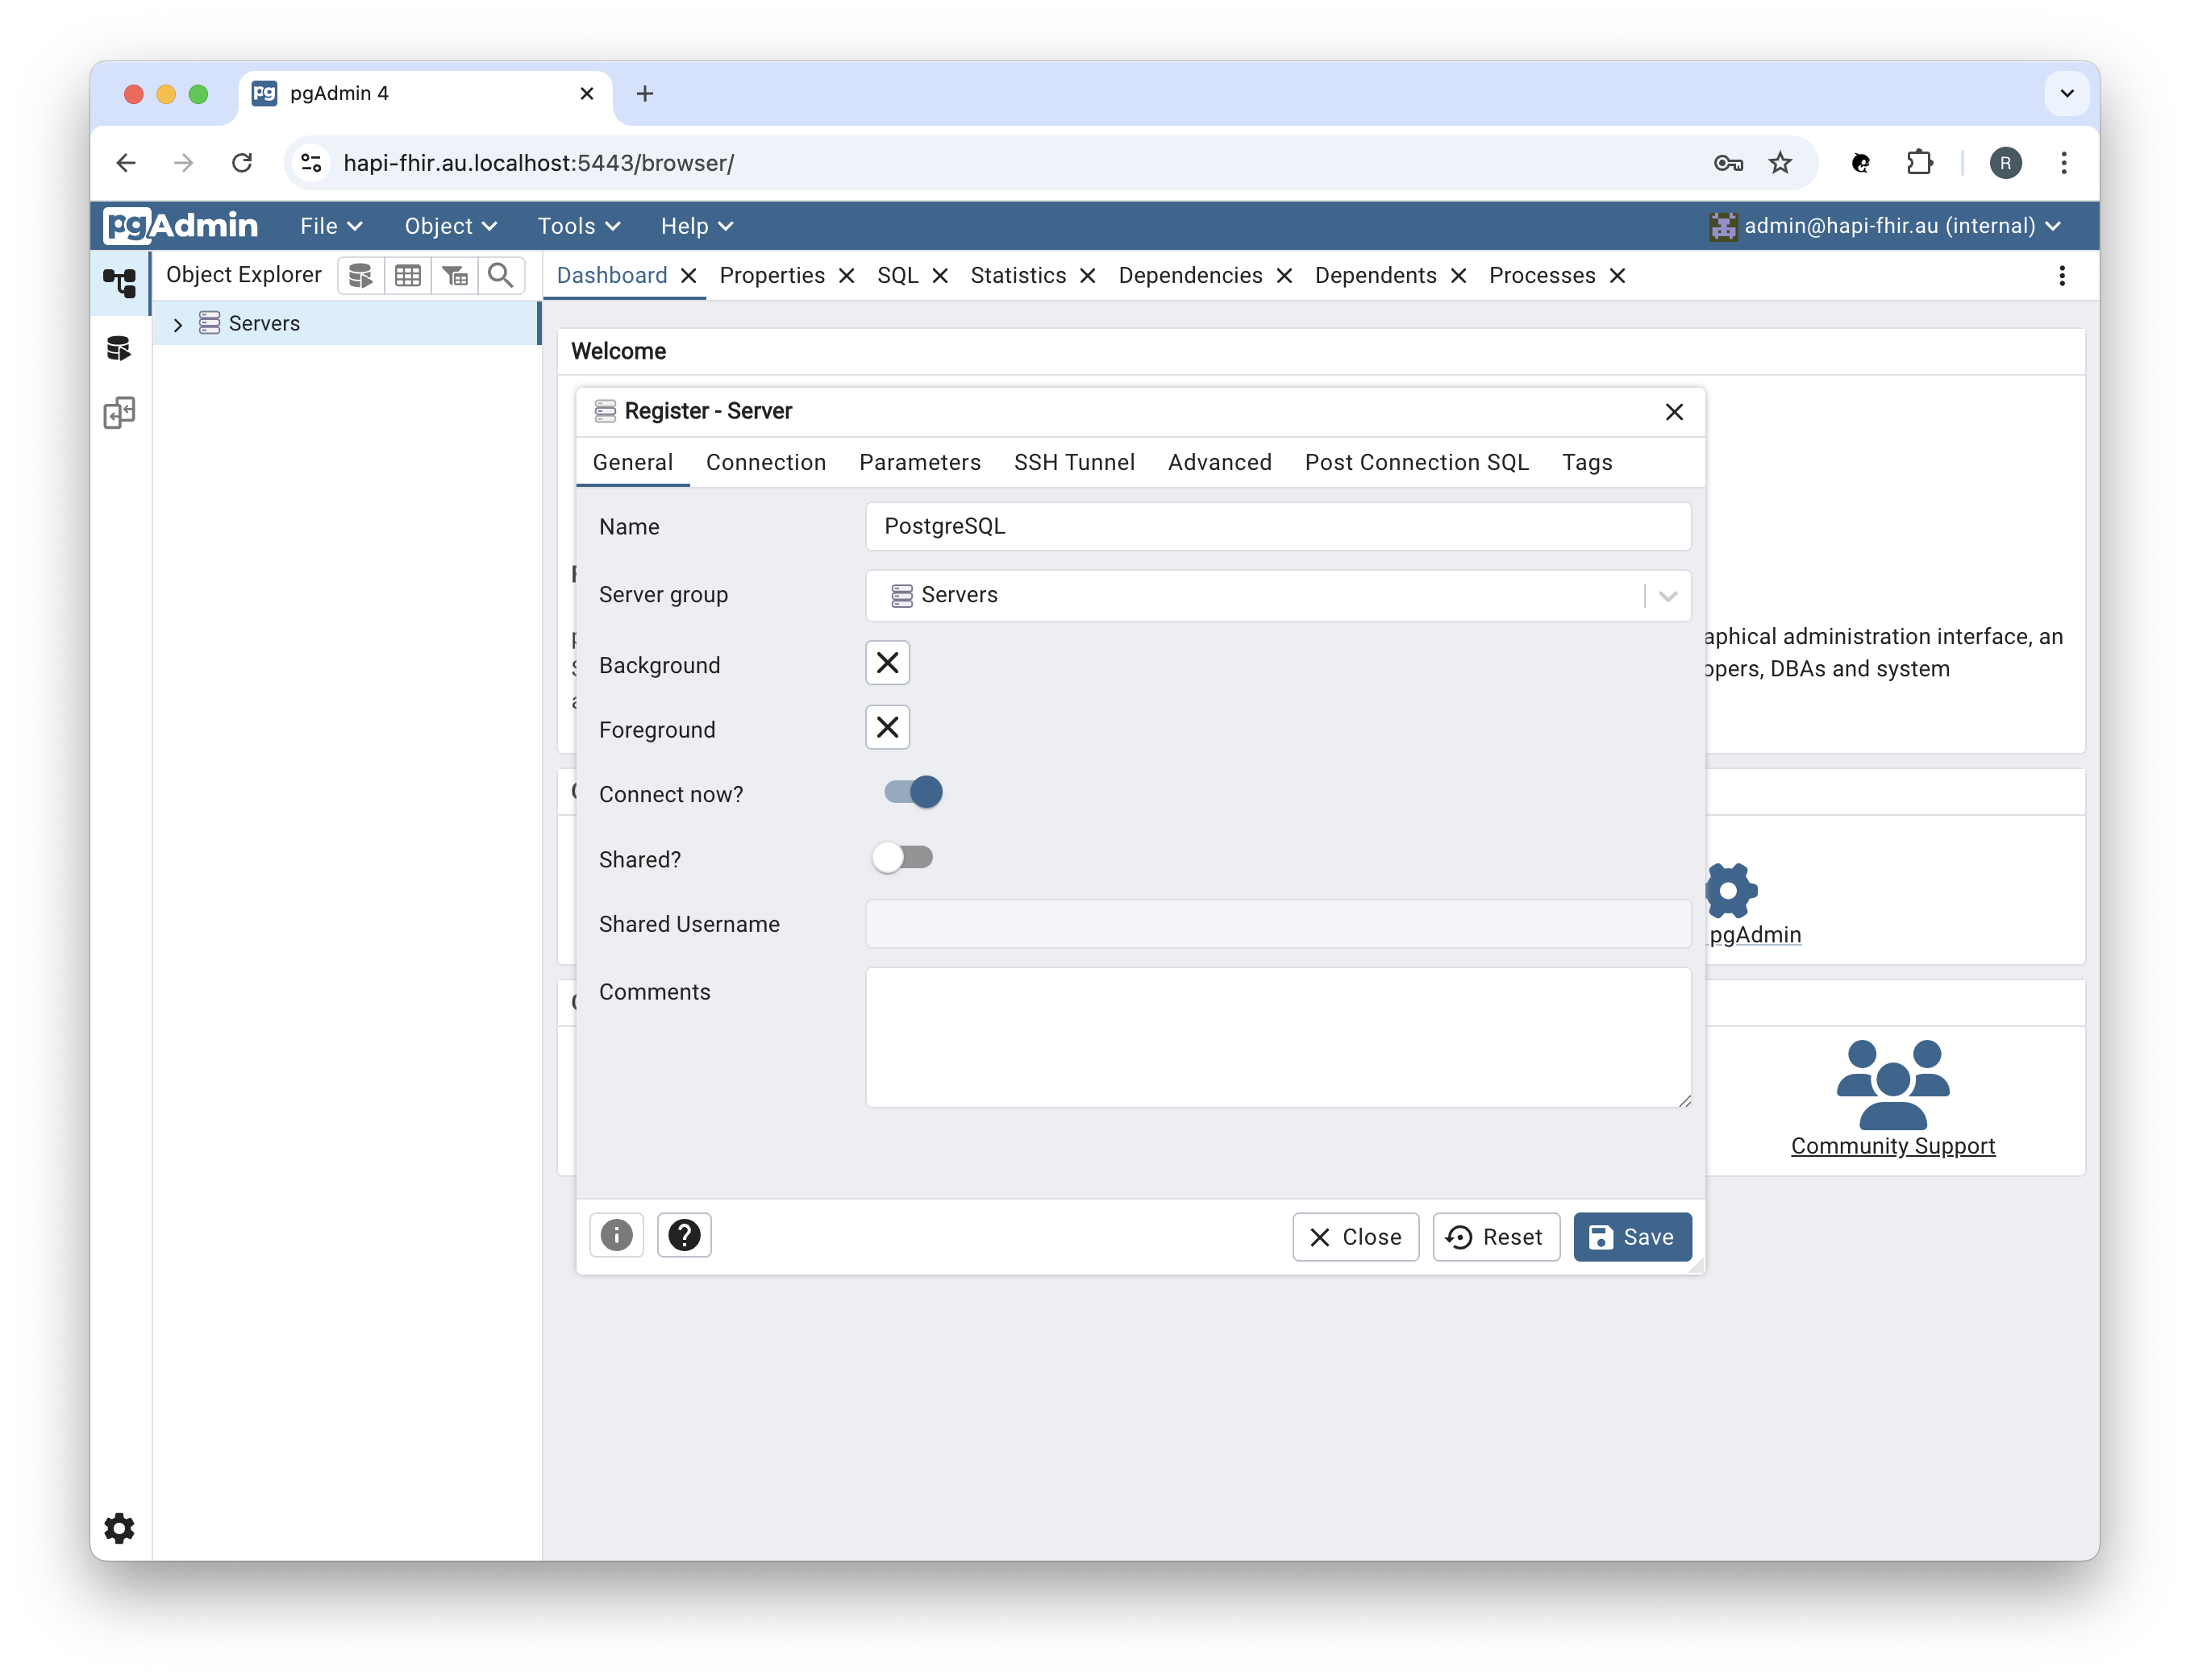 pg pgAdmin 4
hapi-fhir.au.localhost:5443/browser/
R
pgAdmin File Object Tools Help admin@hapi-fhir.au (internal)
Object Explorer
Dashboard Properties SQL Statistics Dependencies Dependents Processes
Servers
Welcome
Register - Server
General Connection Parameters SSH Tunnel Advanced Post Connection SQL Tags
Name PostgreSQL
Server group Servers
aphical administration interface, an
Background
opers, DBAs and system
Foreground
Connect now?
Shared?
Shared Username
pgAdmin
Comments
Community Support
Close Reset Save